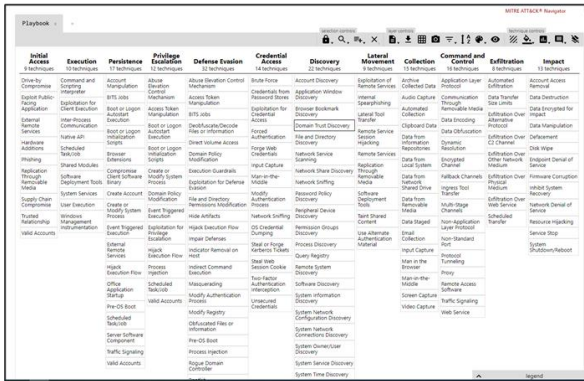 MITRE ATT&CK® Navigator
Playbook x +
selection controls
layer controls
technique controls
Initial Access
9 techniques
Drive-by Compromise
Exploit Public-Facing Application
External Remote Services
Hardware Additions
Phishing
Replication Through Removable Media
Supply Chain Compromise
Trusted Relationship
Valid Accounts
Execution
10 techniques
Command and Scripting Interpreter
Exploitation for Client Execution
Inter-Process Communication
Native API
Scheduled Task/Job
Shared Modules
Software Deployment Tools
System Services
User Execution
Windows Management Instrumentation
Persistence
17 techniques
Account Manipulation
BITS Jobs
Boot or Logon Autostart Execution
Boot or Logon Initialization Scripts
Browser Extensions
Compromise Client Software Binary
Create Account
Create or Modify System Process
Event Triggered Execution
External Remote Services
Hijack Execution Flow
Office Application Startup
Pre-OS Boot
Scheduled Task/Job
Server Software Component
Traffic Signaling
Valid Accounts
Privilege Escalation
12 techniques
Abuse Elevation Control Mechanism
Access Token Manipulation
Boot or Logon Autostart Execution
Boot or Logon Initialization Scripts
Create or Modify System Process
Domain Policy Modification
Event Triggered Execution
Exploitation for Privilege Escalation
Hijack Execution Flow
Process Injection
Scheduled Task/Job
Valid Accounts
Defense Evasion
32 techniques
Abuse Elevation Control Mechanism
Access Token Manipulation
BITS Jobs
Deobfuscate/Decode Files or Information
Direct Volume Access
Domain Policy Modification
Execution Guardrails
Exploitation for Defense Evasion
File and Directory Permissions Modification
Hide Artifacts
Hijack Execution Flow
Impair Defenses
Indicator Removal on Host
Indirect Command Execution
Masquerading
Modify Authentication Process
Modify Registry
Obfuscated Files or Information
Pre-OS Boot
Process Injection
Rogue Domain Controller
Credential Access
14 techniques
Brute Force
Credentials from Password Stores
Exploitation for Credential Access
Forced Authentication
Forge Web Credentials
Input Capture
Man-in-the-Middle
Modify Authentication Process
Network Sniffing
OS Credential Dumping
Steal or Forge Kerberos Tickets
Steal Web Session Cookie
Two-Factor Authentication Interception
Unsecured Credentials
Discovery
22 techniques
Account Discovery
Application Window Discovery
Browser Bookmark Discovery
Domain Trust Discovery
File and Directory Discovery
Network Service Scanning
Network Share Discovery
Network Sniffing
Password Policy Discovery
Peripheral Device Discovery
Permission Groups Discovery
Process Discovery
Query Registry
Remote System Discovery
Software Discovery
System Information Discovery
System Network Configuration Discovery
System Network Connections Discovery
System Owner/User Discovery
System Service Discovery
System Time Discovery
Lateral Movement
9 techniques
Exploitation of Remote Services
Internal Spearphishing
Lateral Tool Transfer
Remote Service Session Hijacking
Remote Services
Replication Through Removable Media
Software Deployment Tools
Taint Shared Content
Use Alternate Authentication Material
Collection
15 techniques
Archive Collected Data
Audio Capture
Automated Collection
Clipboard Data
Data from Information Repositories
Data from Local System
Data from Network Shared Drive
Data from Removable Media
Data Staged
Email Collection
Input Capture
Man in the Browser
Man-in-the-Middle
Screen Capture
Video Capture
Command and Control
16 techniques
Application Layer Protocol
Communication Through Removable Media
Data Encoding
Data Obfuscation
Dynamic Resolution
Encrypted Channel
Fallback Channels
Ingress Tool Transfer
Multi-Stage Channels
Non-Application Layer Protocol
Non-Standard Port
Protocol Tunneling
Proxy
Remote Access Software
Traffic Signaling
Web Service
Exfiltration
8 techniques
Automated Exfiltration
Data Transfer Size Limits
Exfiltration Over Alternative Protocol
Exfiltration Over C2 Channel
Exfiltration Over Other Network Medium
Exfiltration Over Physical Medium
Exfiltration Over Web Service
Scheduled Transfer
Impact
13 techniques
Account Access Removal
Data Destruction
Data Encrypted for Impact
Data Manipulation
Defacement
Disk Wipe
Endpoint Denial of Service
Firmware Corruption
Inhibit System Recovery
Network Denial of Service
Resource Hijacking
Service Stop
System Shutdown/Reboot
legend